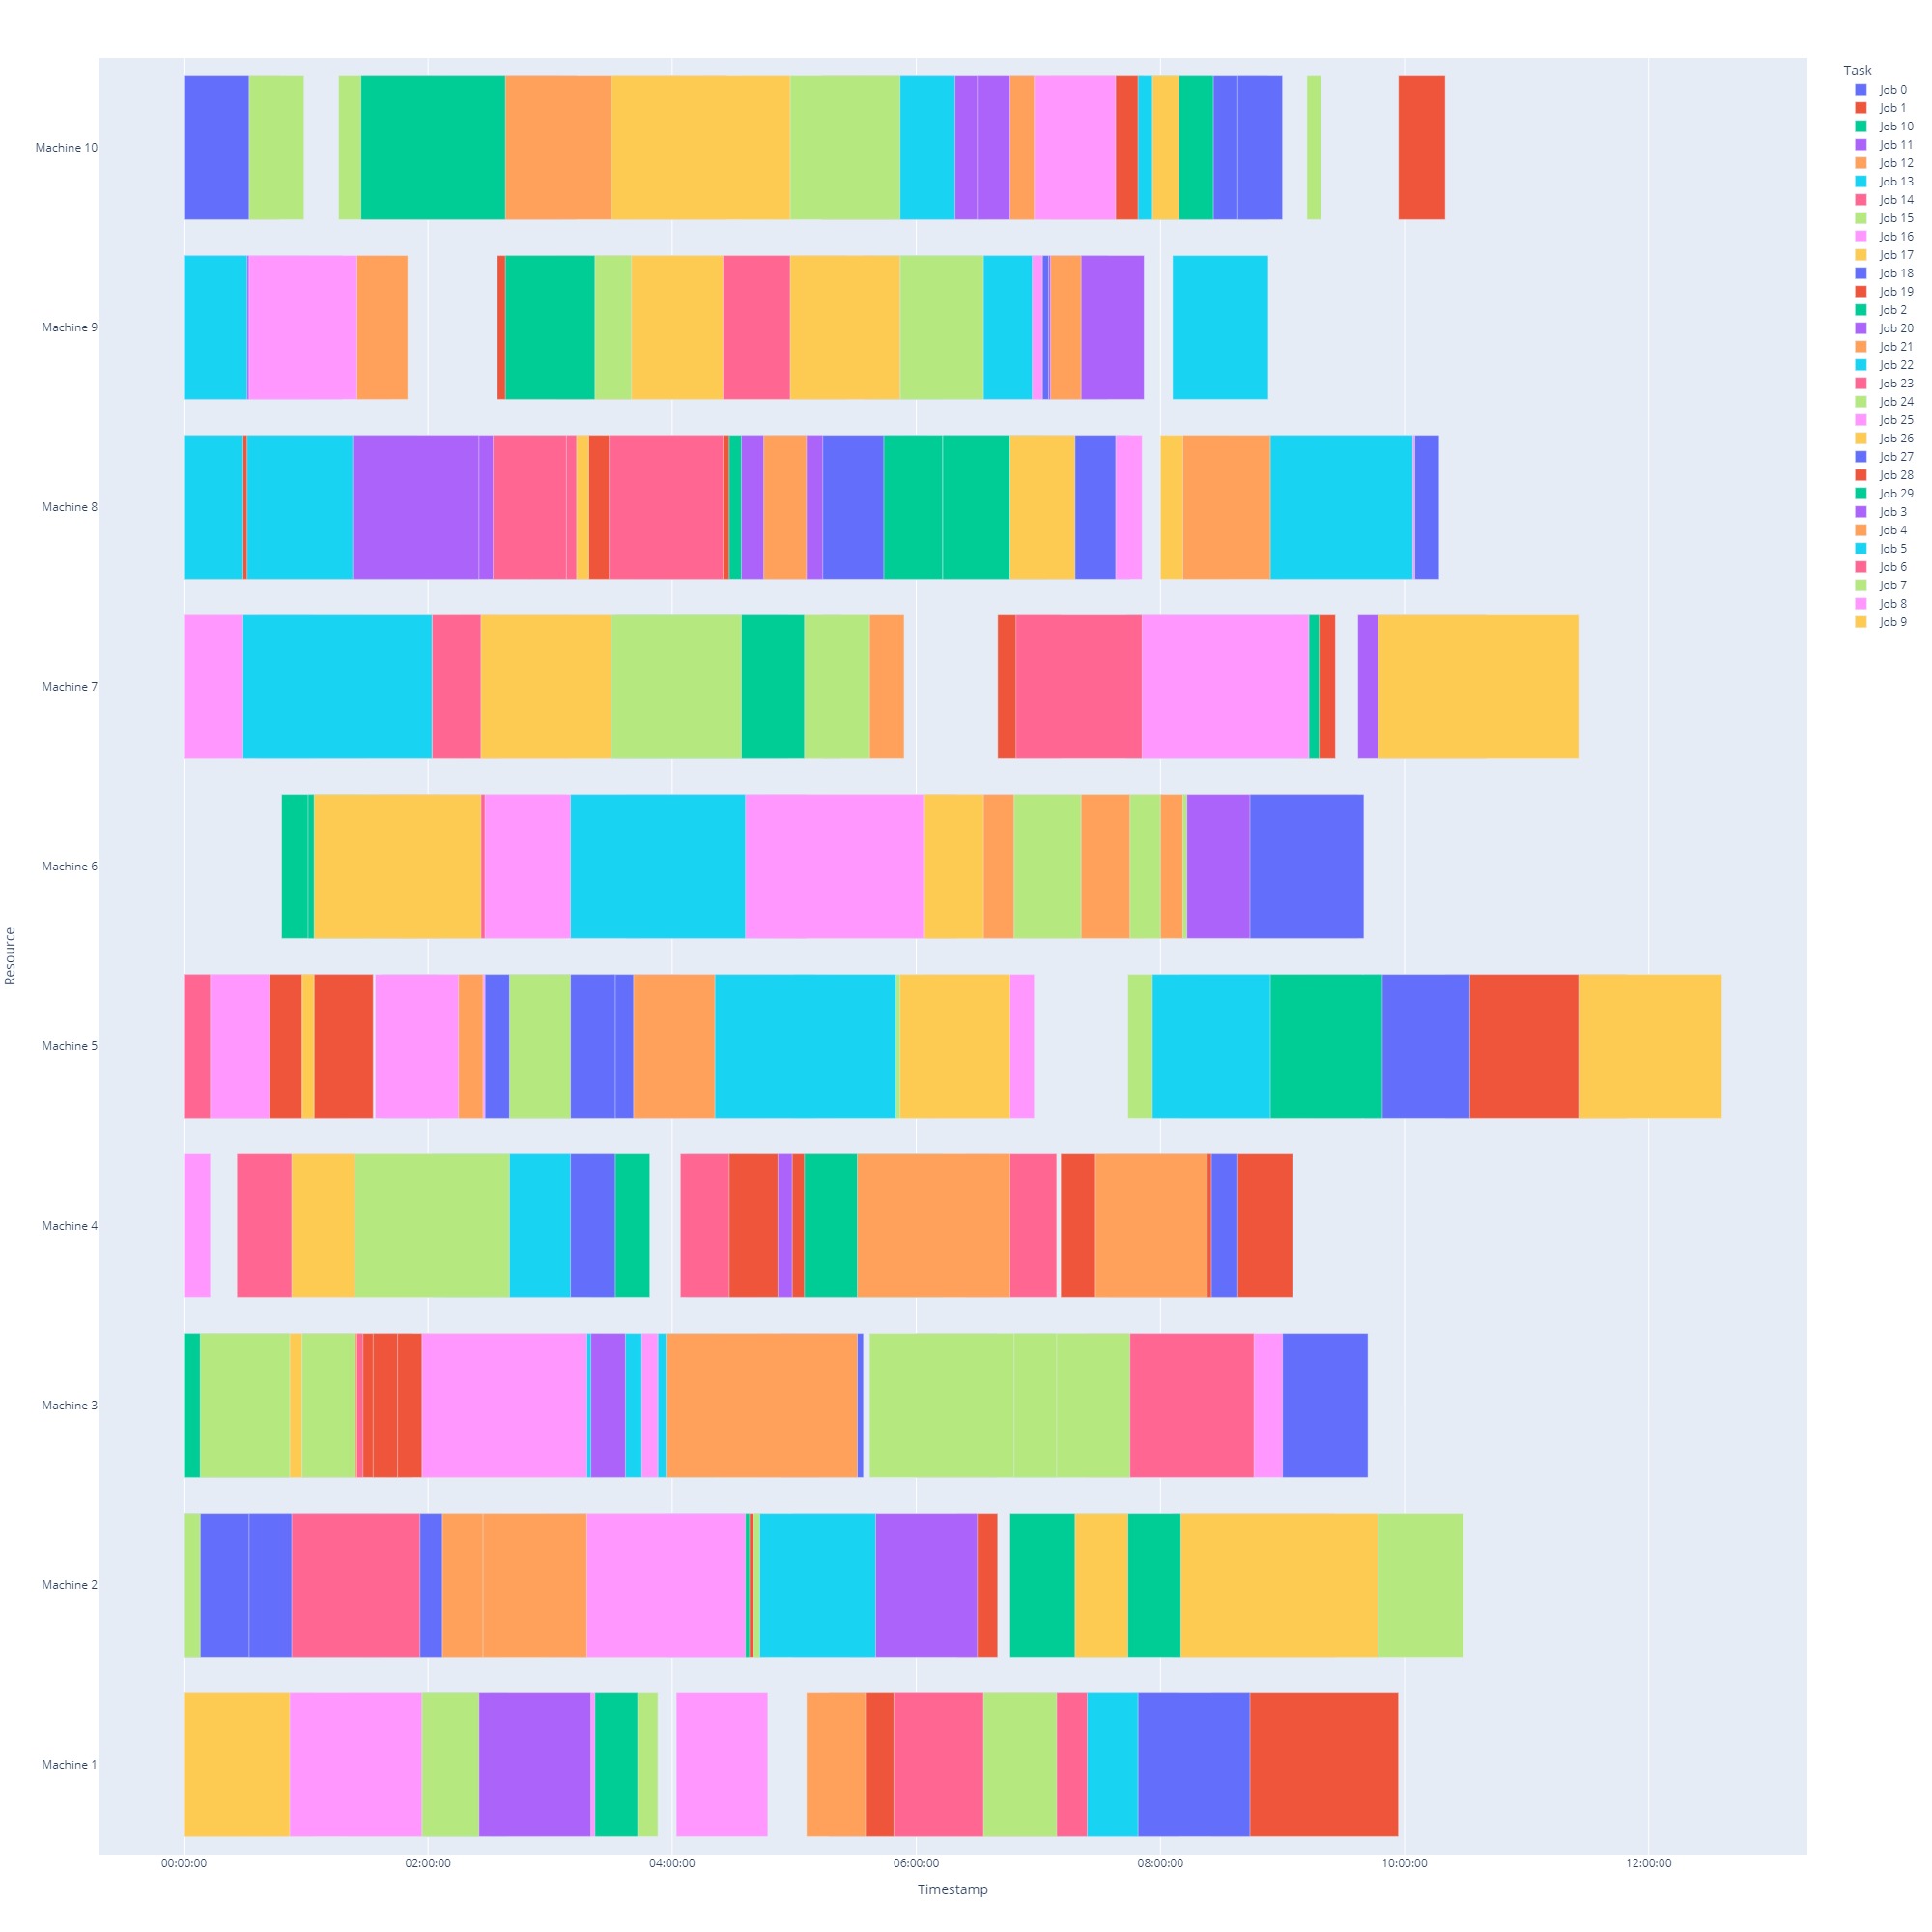 Task
Job 0
Job 1
Job 10
Job 11
Job 12
Job 13
Job 14
Job 15
Job 16
Job 17
Job 18
Job 19
Job 2
Job 20
Job 21
Job 22
Job 23
Job 24
Job 25
Job 26
Job 27
Job 28
Job 29
Job 3
Job 4
Job 5
Job 6
Job 7
Job 8
Job 9
Machine 10
Machine 9
Machine 8
Machine 7
Machine 6
Machine 5
Machine 4
Machine 3
Machine 2
Machine 1
Resource
00:00:00 02:00:00 04:00:00 06:00:00 08:00:00 10:00:00 12:00:00
Timestamp